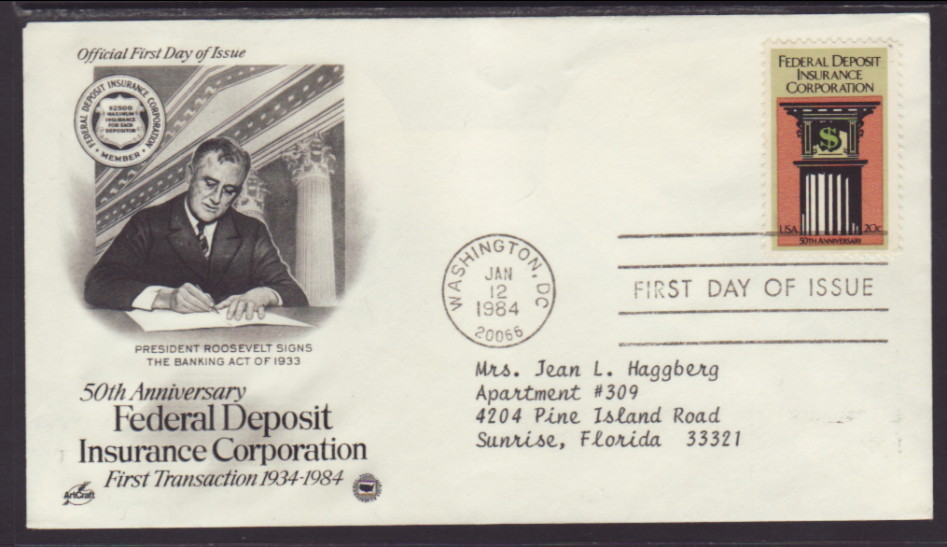 Official First Day of Issue
FEDERAL DEPOSIT INSURANCE CORPORATION
$2500
MAXIMUM
INSURANCE
FOR EACH
DEPOSITOR
• MEMBER •
PRESIDENT ROOSEVELT SIGNS
THE BANKING ACT OF 1933
50th Anniversary
Federal Deposit
Insurance Corporation
First Transaction 1934-1984
ArtCraft
FEDERAL DEPOSIT
INSURANCE
CORPORATION
$
USA 20c
50TH ANNIVERSARY
WASHINGTON, DC
JAN
12
1984
20066
FIRST DAY OF ISSUE
Mrs. Jean L. Haggberg
Apartment #309
4204 Pine Island Road
Sunrise, Florida 33321